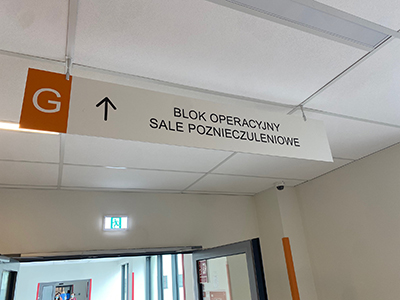 G ↑ BLOK OPERACYJNY
SALE POZNIECZULENIOWE